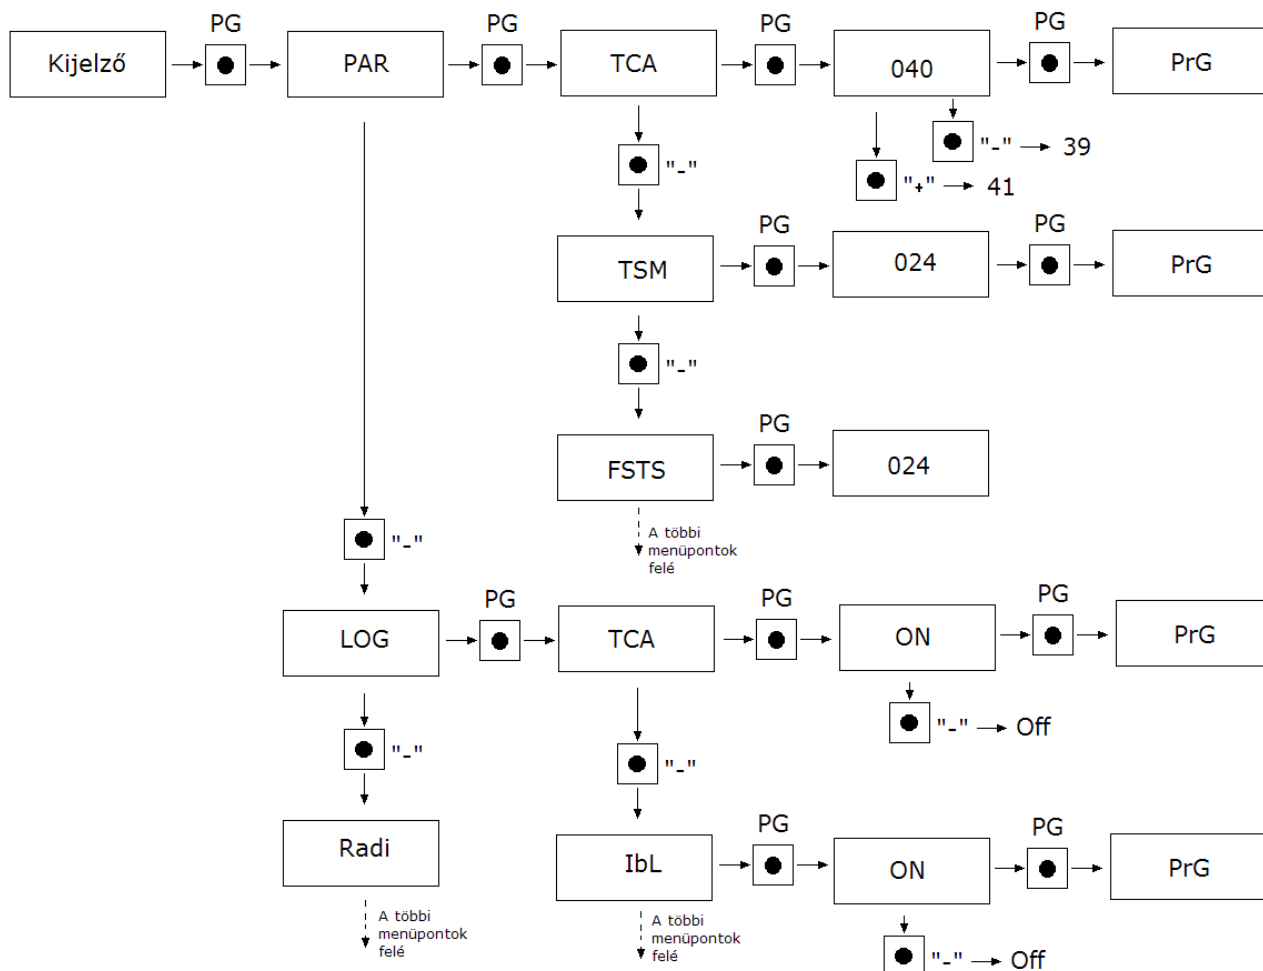 PG
PG
PG
PG
Kijelző
PAR
TCA
040
PrG
"-"
39
"-"
"+"
41
PG
PG
TSM
024
PrG
"-"
PG
FSTS
024
"-"
A többi
menüpontok
felé
PG
PG
PG
LOG
TCA
ON
PrG
"-"
Off
"-"
"-"
PG
PG
Radi
IbL
ON
PrG
A többi
menüpontok
felé
A többi
menüpontok
felé
"-"
Off